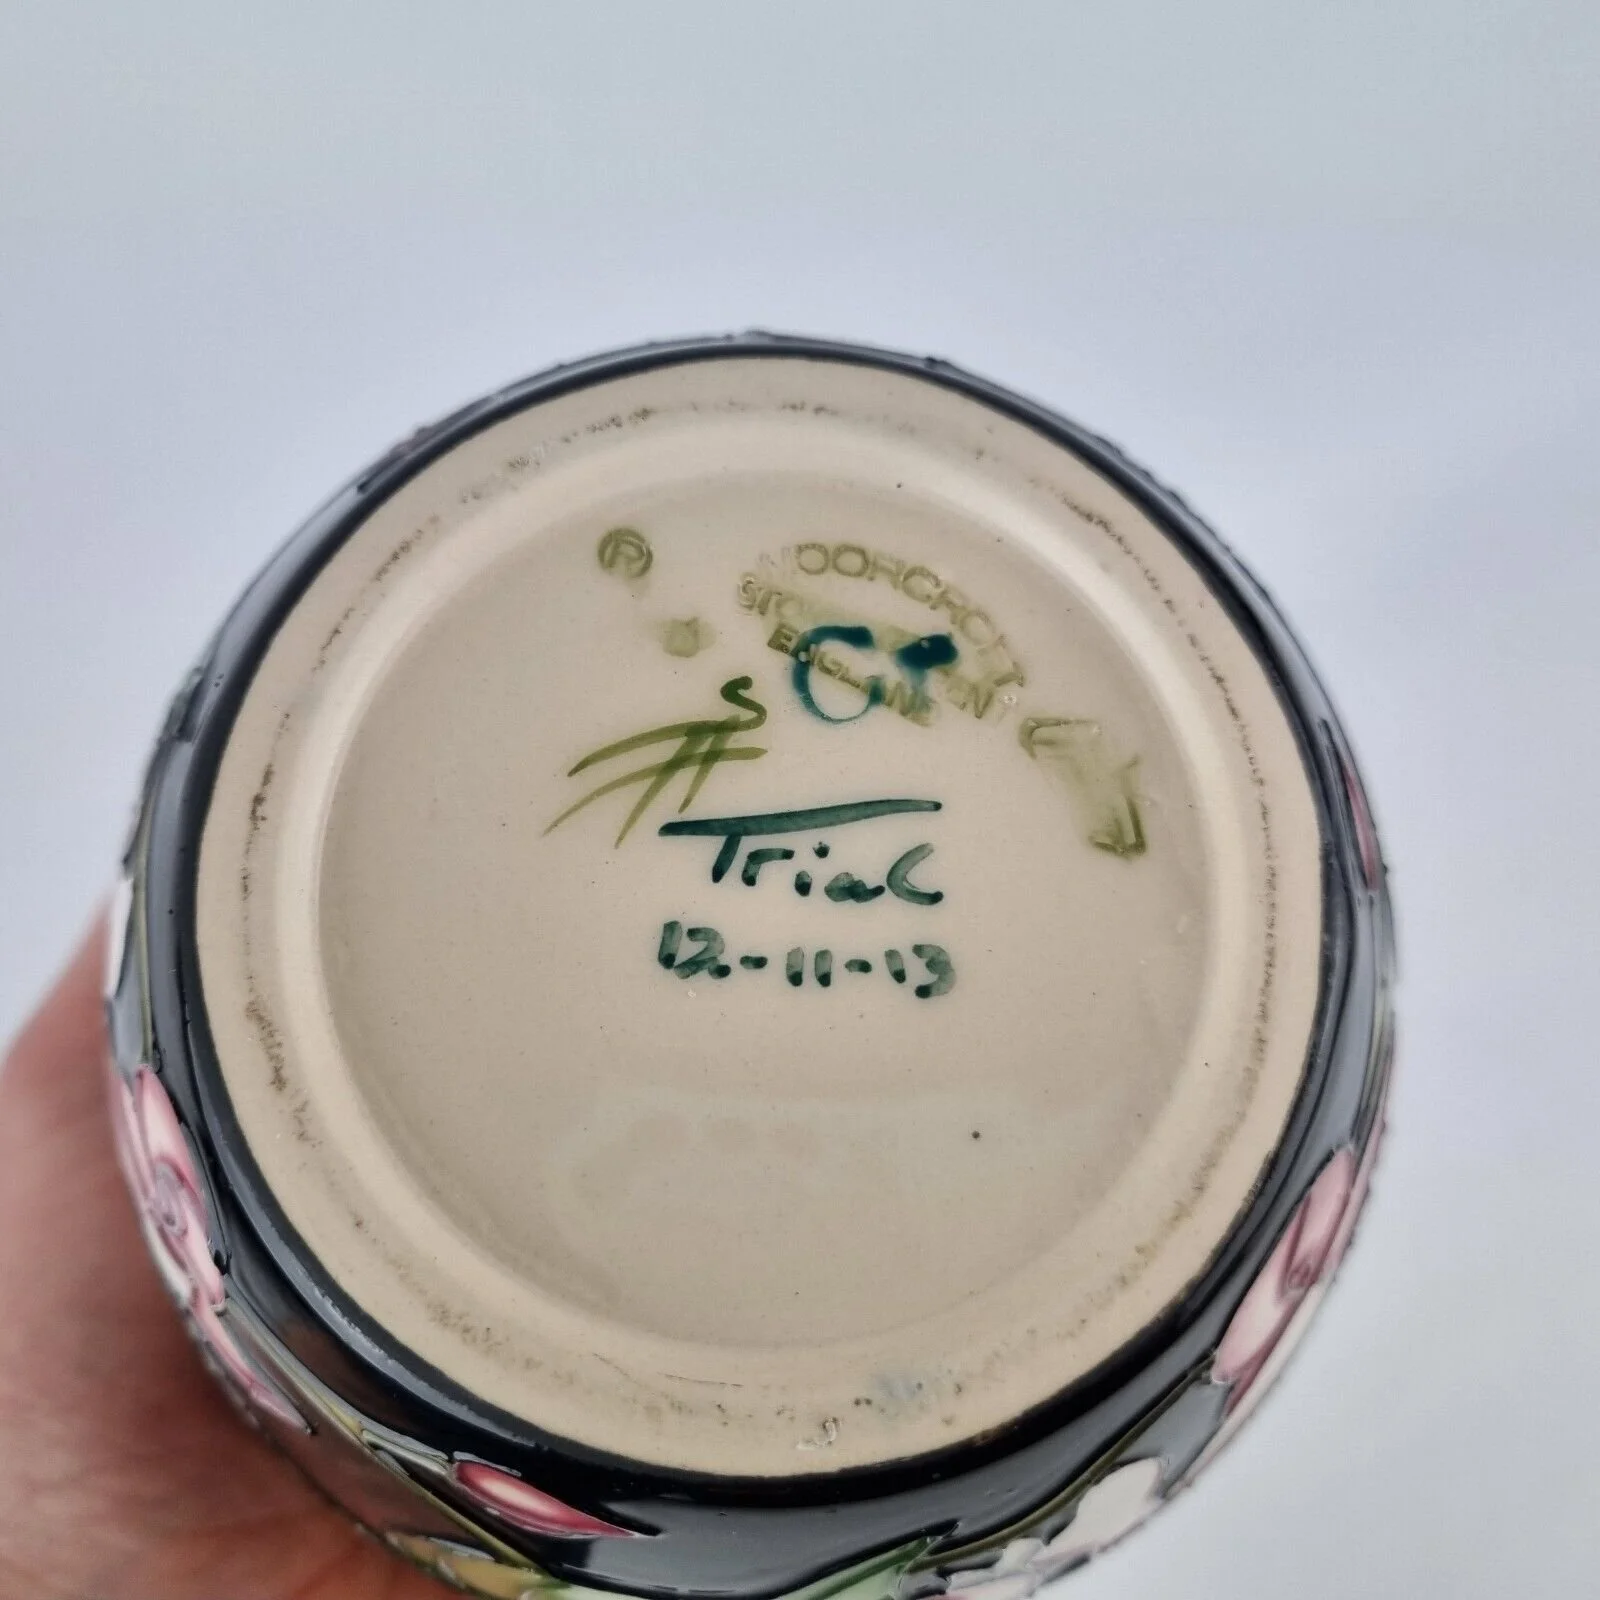 ®
MOORCROFT
STOKE ON TRENT
ENGLAND
S
Trial
12-11-13